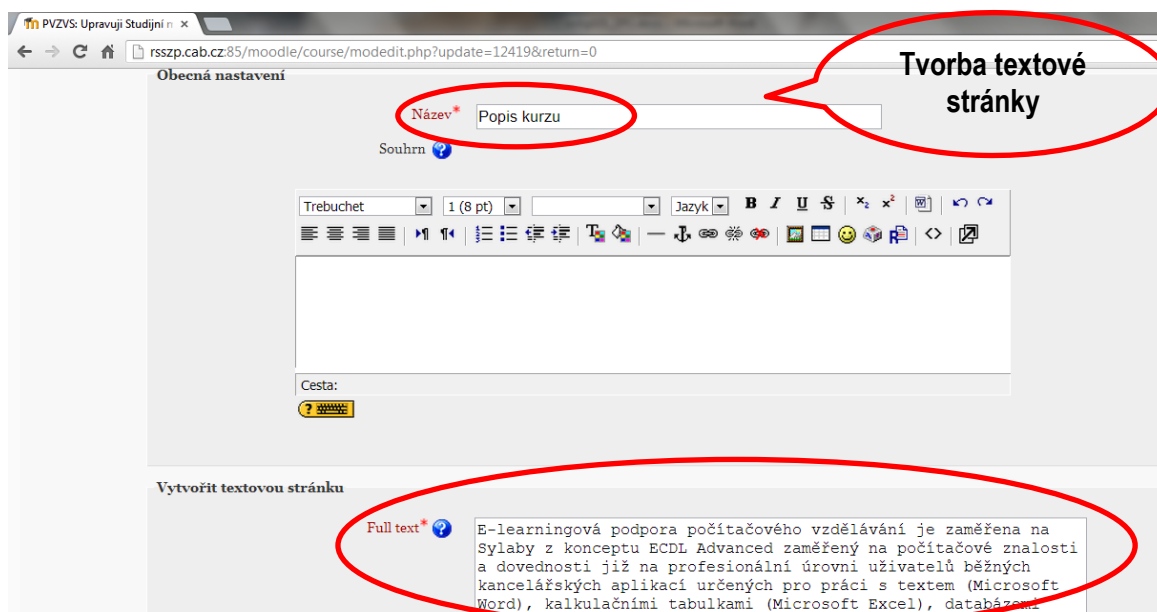 PVZVS: Upravuji Studijní m
rsszp.cab.cz:85/moodle/course/modedit.php?update=12419&return=0
Tvorba textové
stránky
Obecná nastavení
Název* Popis kurzu
Souhrn
Trebuchet 1 (8 pt) Jazyk B I U S x₂ x²
Cesta:
Vytvořit textovou stránku
Full text* E-learningová podpora počítačového vzdělávání je zaměřena na
Sylaby z konceptu ECDL Advanced zaměřený na počítačové znalosti
a dovednosti již na profesionální úrovni uživatelů běžných
kancelářských aplikací určených pro práci s textem (Microsoft
Word), kalkulačními tabulkami (Microsoft Excel), databázemi